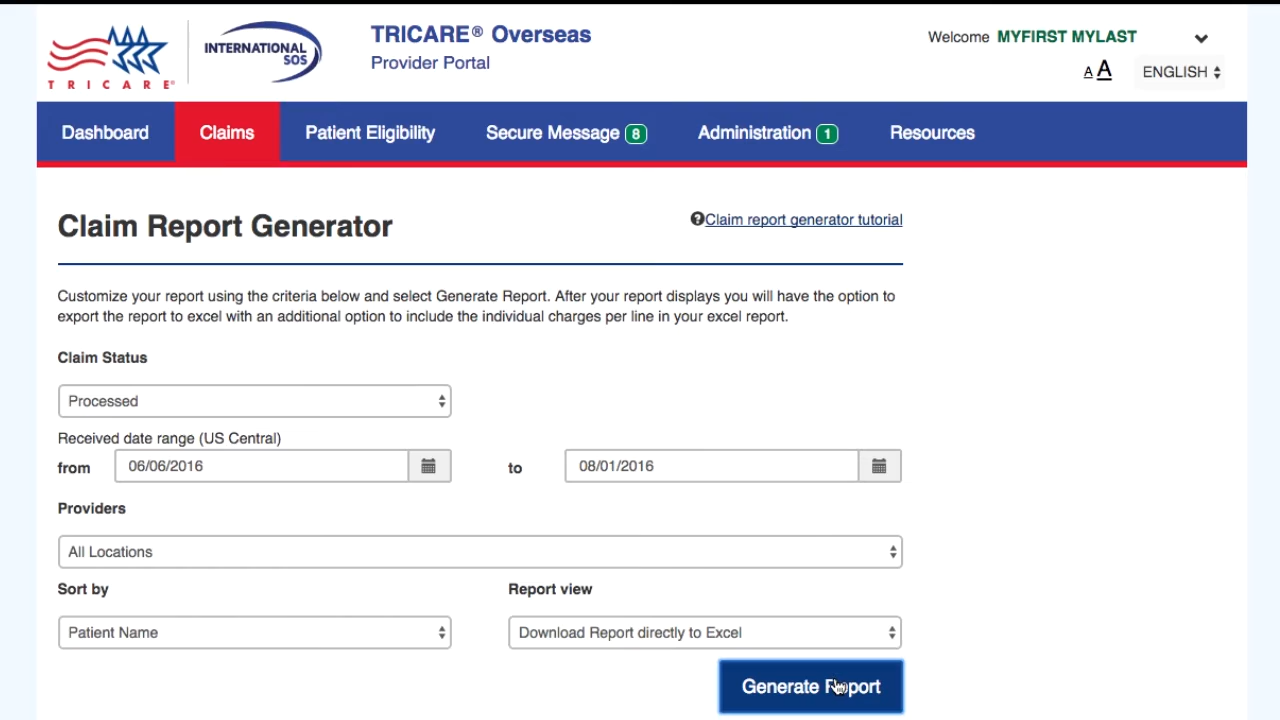 TRICARE
INTERNATIONAL
SOS
TRICARE® Overseas
Provider Portal
Welcome MYFIRST MYLAST
A A
ENGLISH
Dashboard Claims Patient Eligibility Secure Message 8 Administration 1 Resources
Claim Report Generator
Claim report generator tutorial
Customize your report using the criteria below and select Generate Report. After your report displays you will have the option to
export the report to excel with an additional option to include the individual charges per line in your excel report.
Claim Status
Processed
Received date range (US Central)
from 06/06/2016 to 08/01/2016
Providers
All Locations
Sort by Report view
Patient Name Download Report directly to Excel
Generate Report